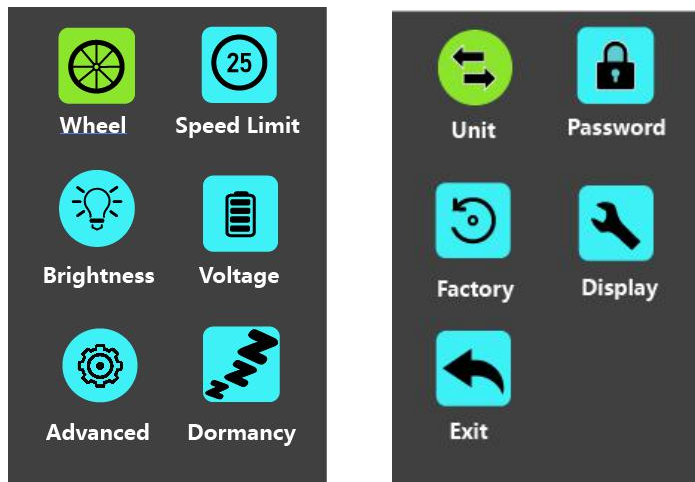 25
Wheel
Speed Limit
Brightness
Voltage
Advanced
Dormancy
Unit
Password
Factory
Display
Exit